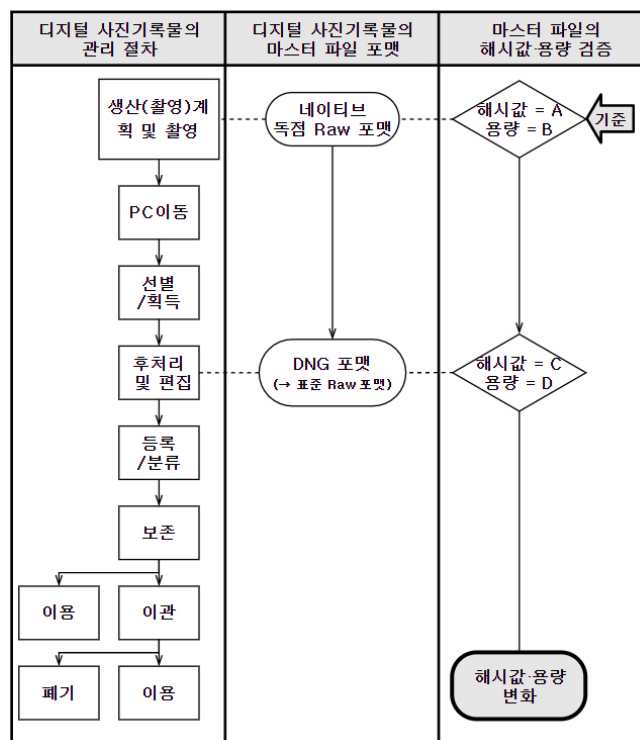 디지털 사진기록물의
관리 절차
디지털 사진기록물의
마스터 파일 포맷
마스터 파일의
해시값·용량 검증
생산(촬영)계
획 및 촬영
네이티브
독점 Raw 포맷
해시값 = A
용량 = B
기준
PC이동
선별
/획득
후처리
및 편집
DNG 포맷
(→ 표준 Raw 포맷)
해시값 = C
용량 = D
등록
/분류
보존
이용
이관
폐기
이용
해시값·용량
변화